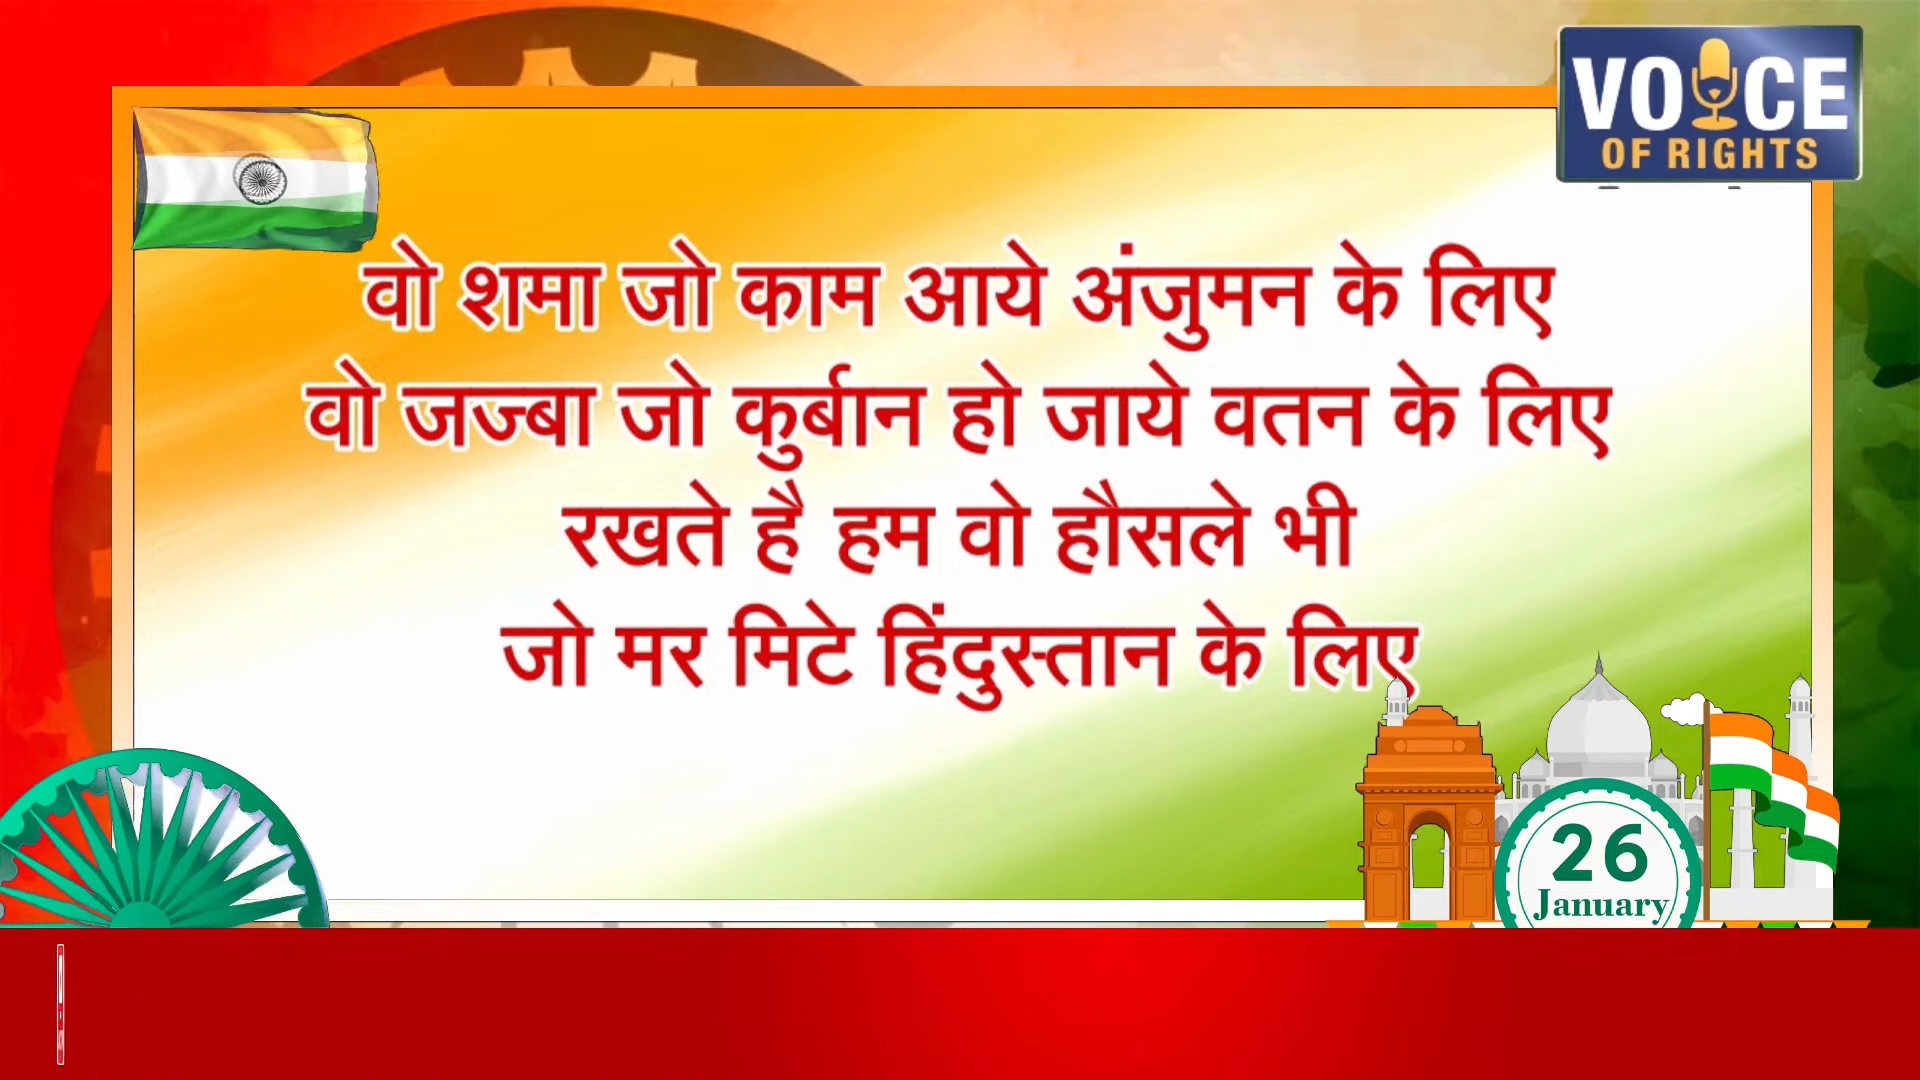 VOICE
OF RIGHTS
वो शमा जो काम आये अंजुमन के लिए
वो जज्बा जो कुर्बान हो जाये वतन के लिए
रखते है हम वो हौसले भी
जो मर मिटे हिंदुस्तान के लिए
26
January